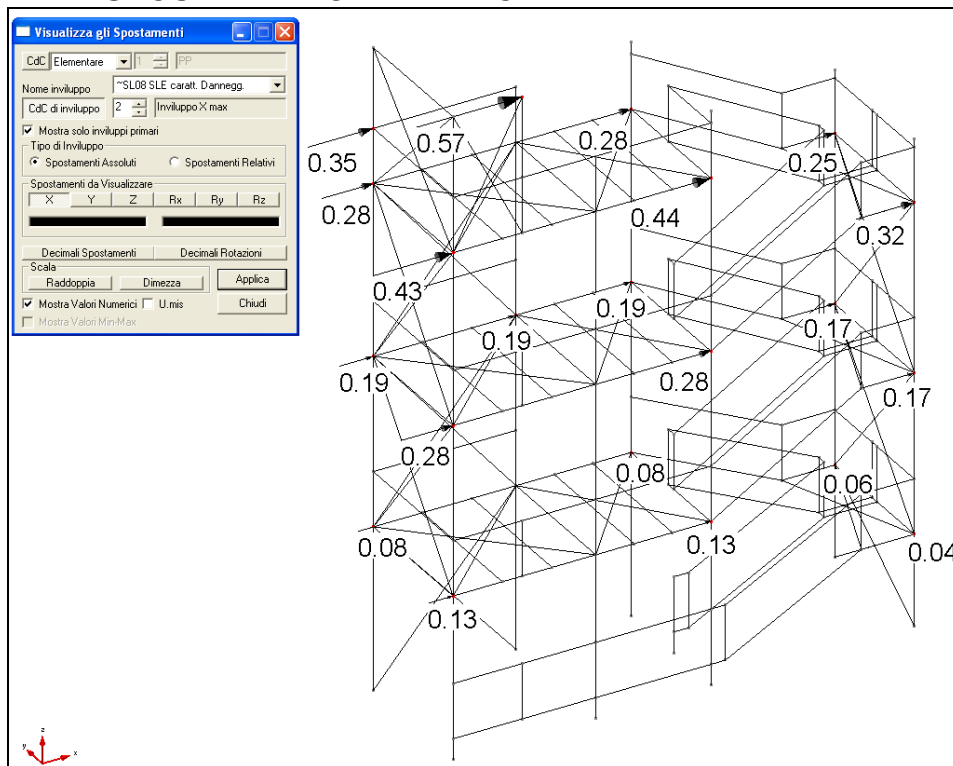 Visualizza gli Spostamenti
CdC Elementare 1 PP
Nome inviluppo ~SL08 SLE caratt. Dannegg.
CdC di inviluppo 2 Inviluppo X max
Mostra solo inviluppi primari
Tipo di Inviluppo
Spostamenti Assoluti Spostamenti Relativi
Spostamenti da Visualizzare
X Y Z Rx Ry Rz
Decimali Spostamenti Decimali Rotazioni
Scala
Raddoppia Dimezza Applica
Mostra Valori Numerici U.mis Chiudi
Mostra Valori Min-Max
0.57
0.28
0.35
0.25
0.28
0.44
0.32
0.43
0.19
0.19
0.17
0.19
0.28
0.17
0.28
0.08
0.06
0.08
0.13
0.04
0.13
z
y
x